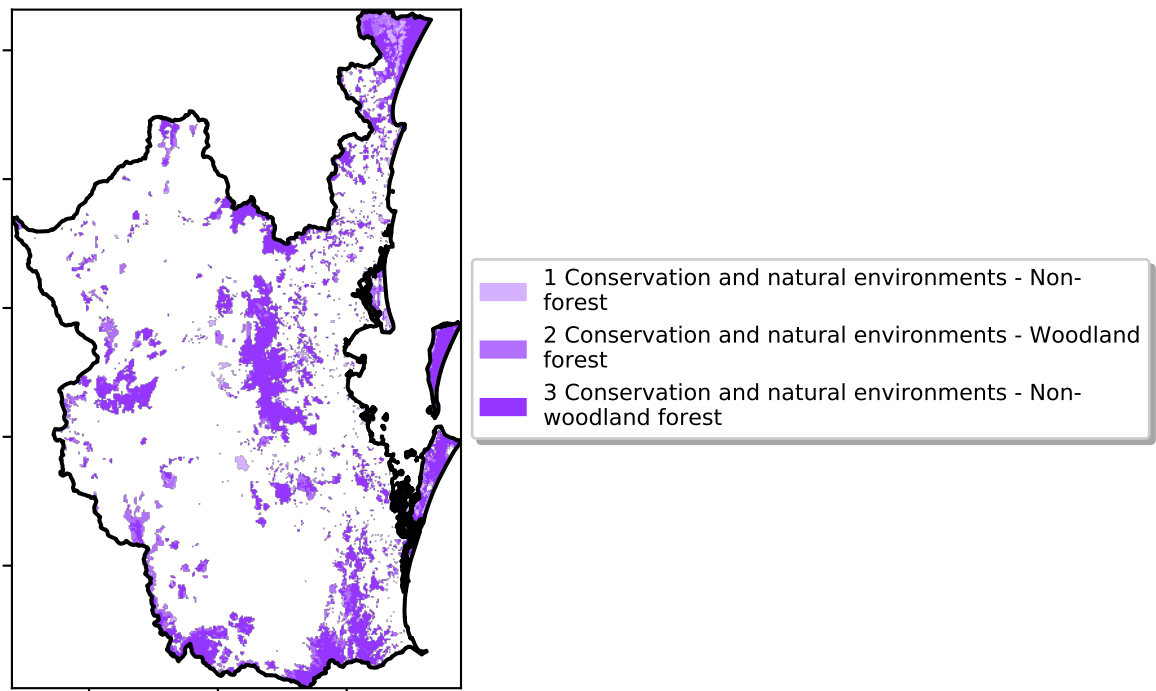 1 Conservation and natural environments - Non-
forest
2 Conservation and natural environments - Woodland
forest
3 Conservation and natural environments - Non-
woodland forest